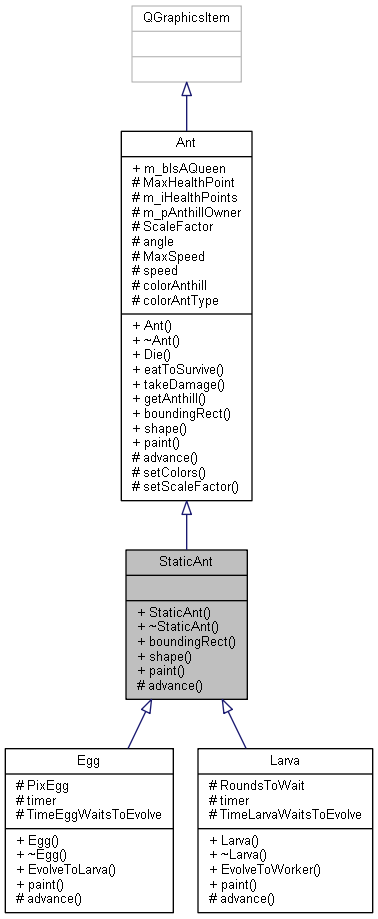 QGraphicsItem
Ant
+ m_bIsAQueen
# MaxHealthPoint
# m_iHealthPoints
# m_pAnthillOwner
# ScaleFactor
# angle
# MaxSpeed
# speed
# colorAnthill
# colorAntType
+ Ant()
+ ~Ant()
+ Die()
+ eatToSurvive()
+ takeDamage()
+ getAnthill()
+ boundingRect()
+ shape()
+ paint()
# advance()
# setColors()
# setScaleFactor()
StaticAnt
+ StaticAnt()
+ ~StaticAnt()
+ boundingRect()
+ shape()
+ paint()
# advance()
Egg
# PixEgg
# timer
# TimeEggWaitsToEvolve
+ Egg()
+ ~Egg()
+ EvolveToLarva()
+ paint()
# advance()
Larva
# RoundsToWait
# timer
# TimeLarvaWaitsToEvolve
+ Larva()
+ ~Larva()
+ EvolveToWorker()
+ paint()
# advance()